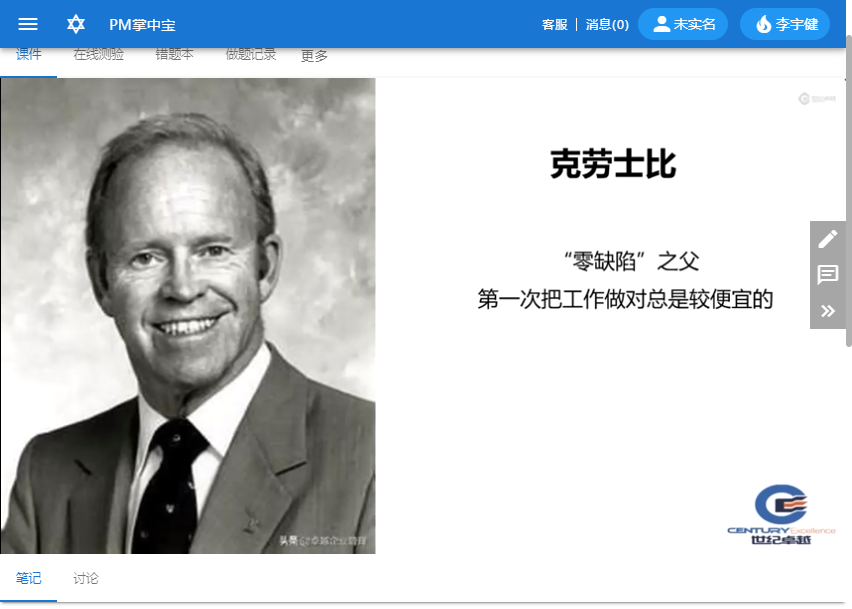 PM掌中宝
客服 | 消息(0)
未实名
李宇健
课件
在线测验
错题本
做题记录
更多
克劳士比
“零缺陷”之父
第一次把工作做对总是较便宜的
头条@卓越企业管理
CENTURY Excellence
世纪卓越
笔记
讨论